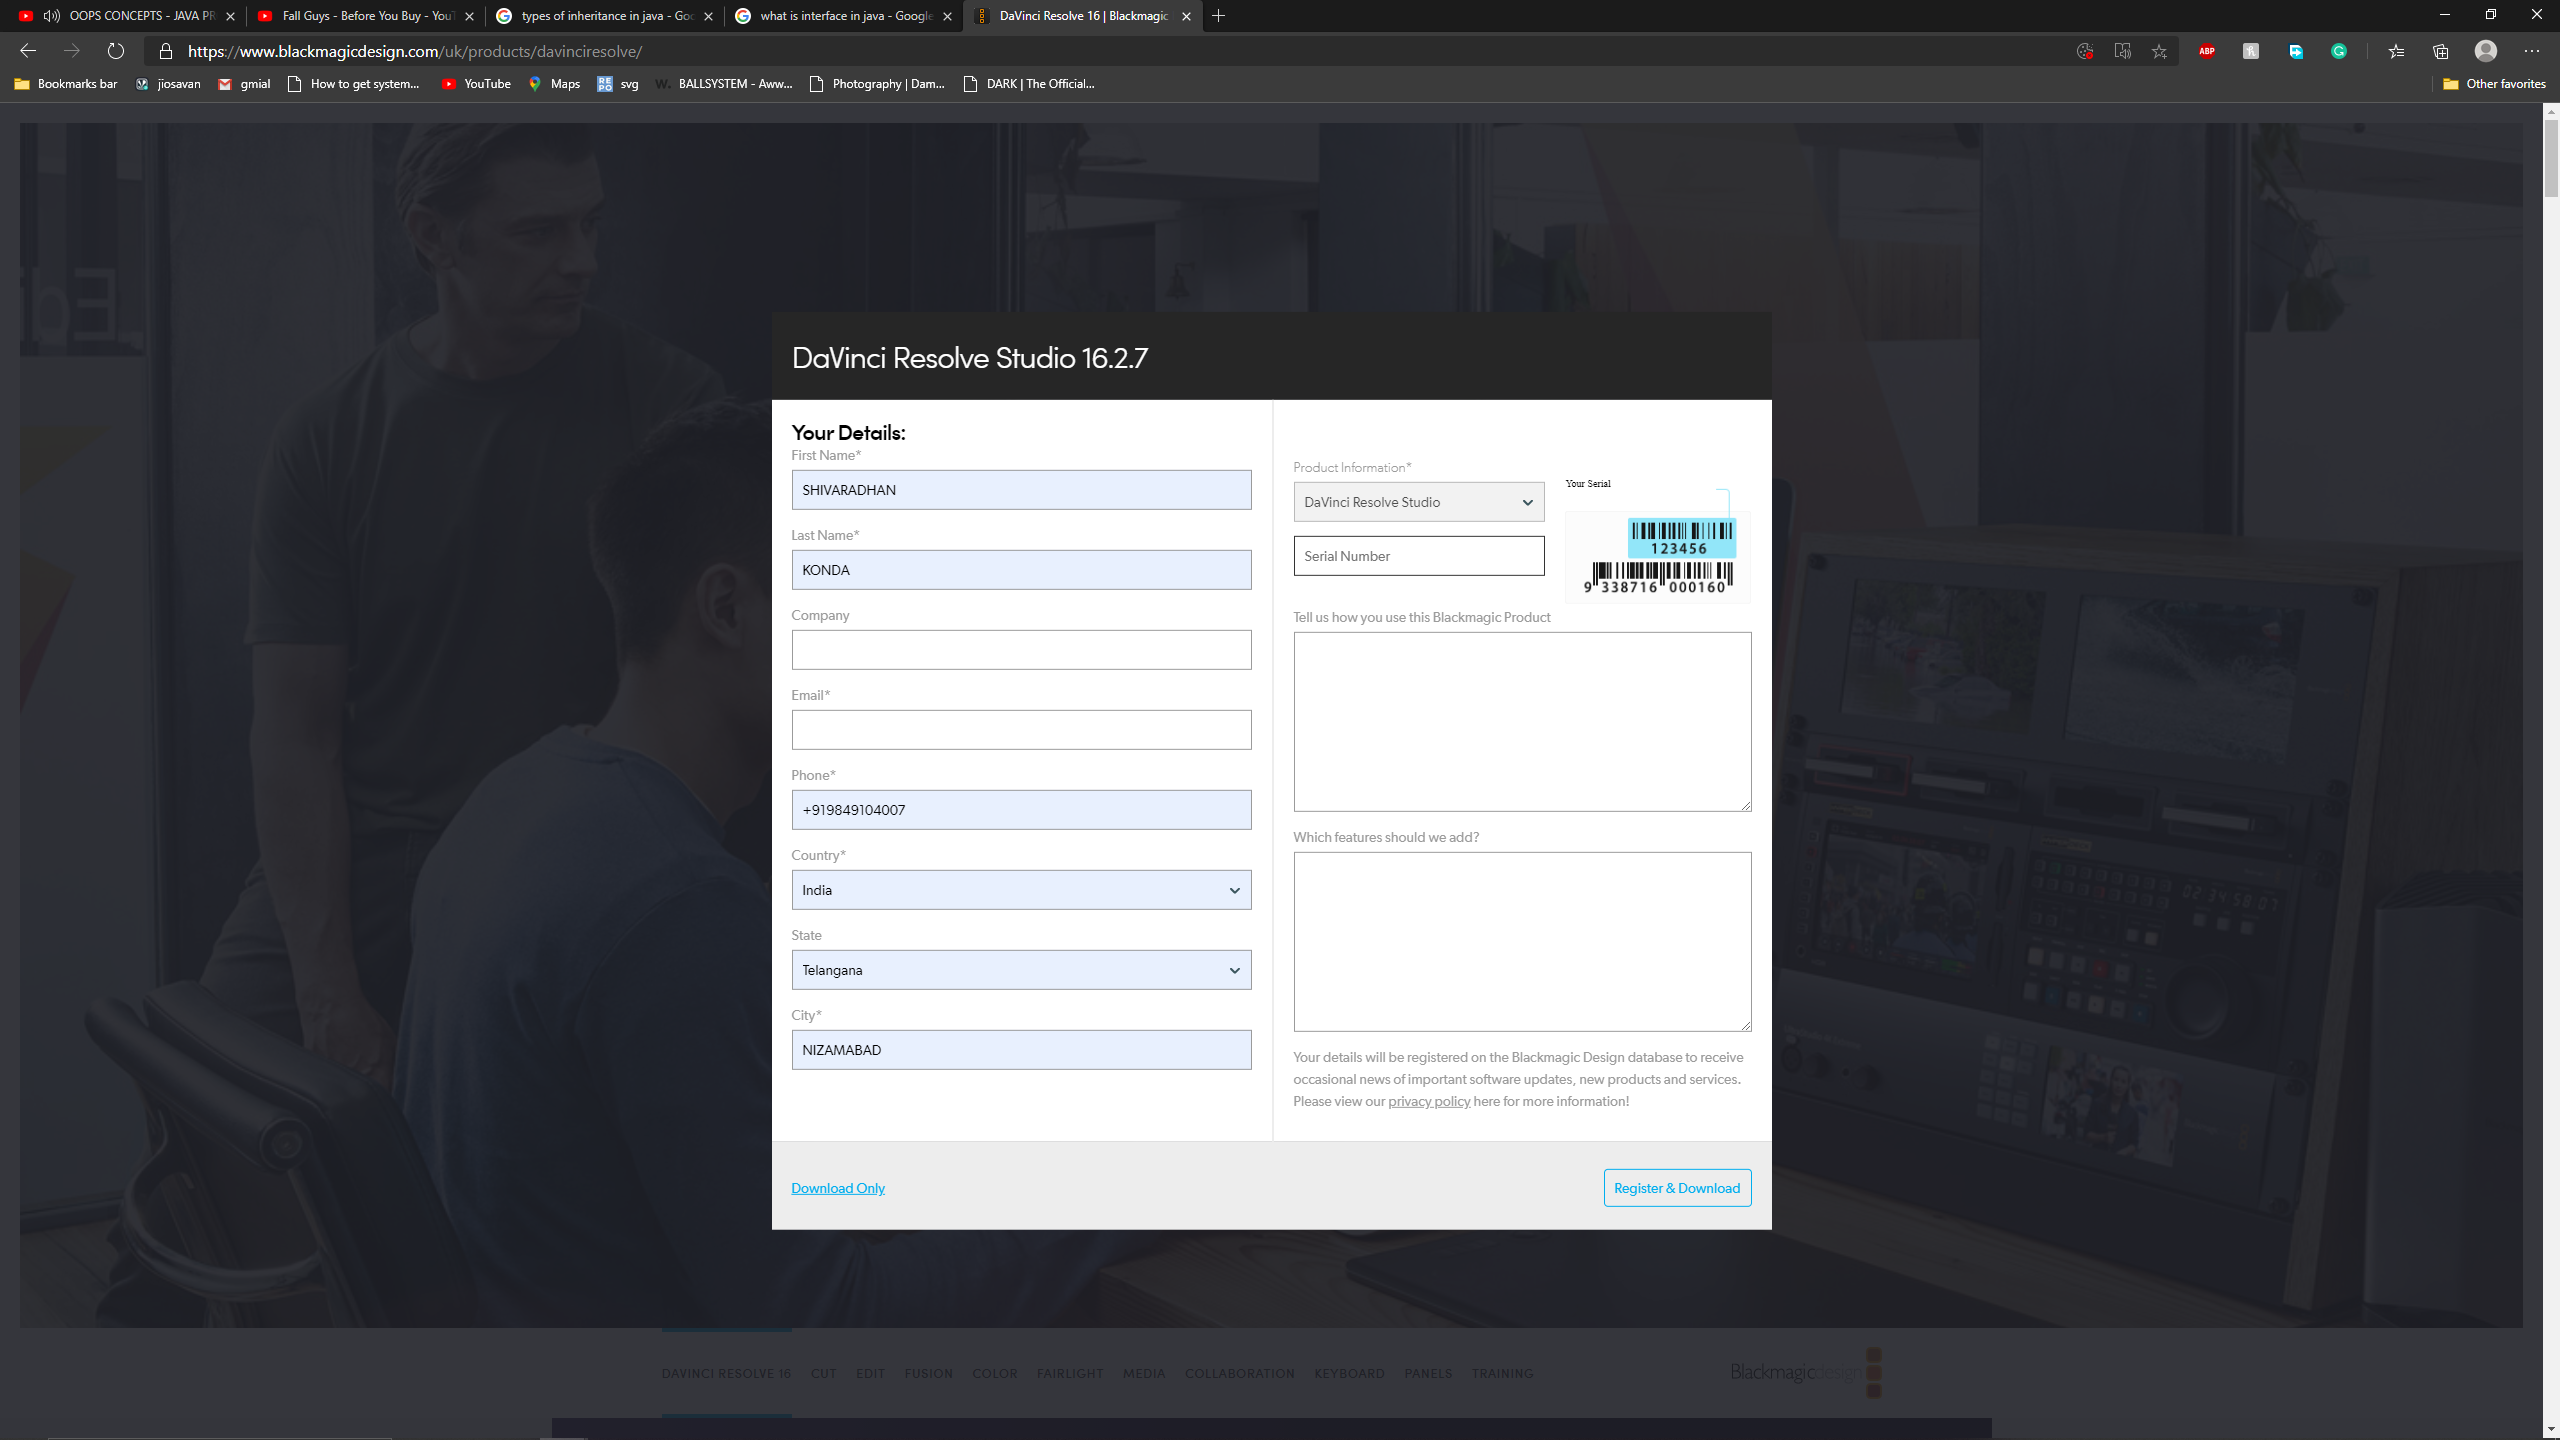 OOPS CONCEPTS - JAVA PR
Fall Guys - Before You Buy - YouT
types of inheritance in java - Goo
what is interface in java - Google
DaVinci Resolve 16 | Blackmagic
https://www.blackmagicdesign.com/uk/products/davinciresolve/
ABP
Bookmarks bar
jiosavan
gmial
How to get system...
YouTube
Maps
svg
BALLSYSTEM - Aww...
Photography | Dam...
DARK | The Official...
Other favorites
DaVinci Resolve Studio 16.2.7
Your Details:
First Name*
SHIVARADHAN
Last Name*
KONDA
Company
Email*
Phone*
+919849104007
Country*
India
State
Telangana
City*
NIZAMABAD
Product Information*
DaVinci Resolve Studio
Serial Number
Your Serial
123456
9 338716 000160
Tell us how you use this Blackmagic Product
Which features should we add?
Your details will be registered on the Blackmagic Design database to receive
occasional news of important software updates, new products and services.
Please view our privacy policy here for more information!
Download Only
Register & Download
DAVINCI RESOLVE 16 CUT EDIT FUSION COLOR FAIRLIGHT MEDIA COLLABORATION KEYBOARD PANELS TRAINING
Blackmagicdesign